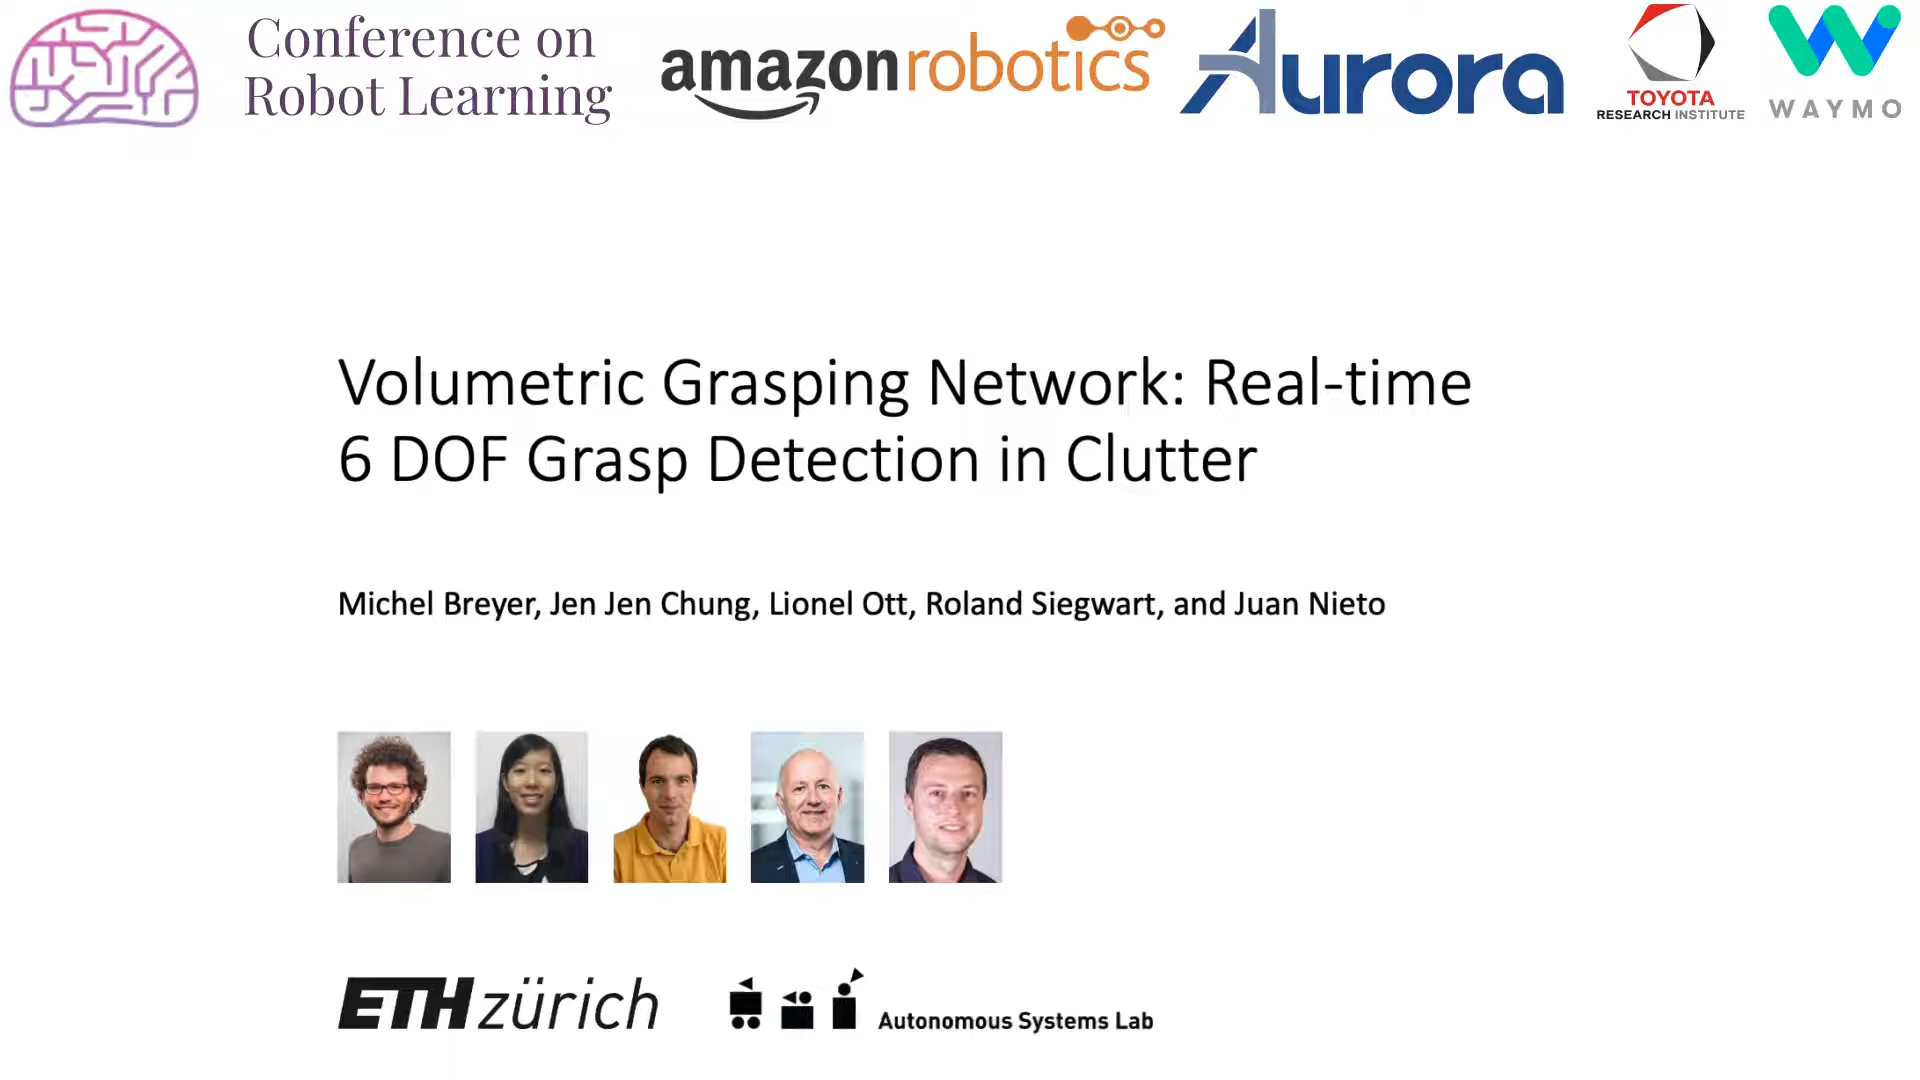 Conference on
Robot Learning
amazon robotics
Aurora
TOYOTA
RESEARCH INSTITUTE
WAYMO
Volumetric Grasping Network: Real-time
6 DOF Grasp Detection in Clutter
Michel Breyer, Jen Jen Chung, Lionel Ott, Roland Siegwart, and Juan Nieto
ETH zürich
Autonomous Systems Lab